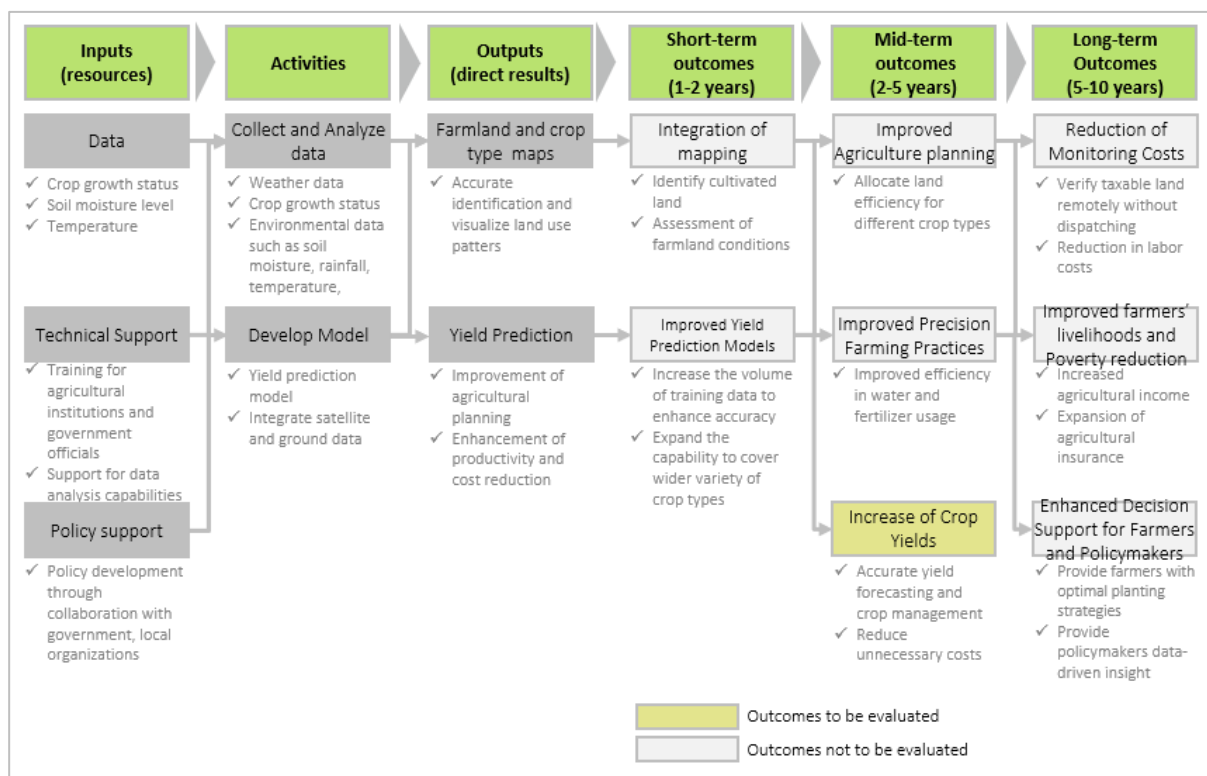 Inputs
(resources)
Activities
Outputs
(direct results)
Short-term
outcomes
(1-2 years)
Mid-term
outcomes
(2-5 years)
Long-term
Outcomes
(5-10 years)
Data
✓ Crop growth status
✓ Soil moisture level
✓ Temperature
Technical Support
✓ Training for
agricultural
institutions and
government
officials
✓ Support for data
analysis capabilities
Policy support
✓ Policy development
through
collaboration with
government, local
organizations
Collect and Analyze
data
✓ Weather data
✓ Crop growth status
✓ Environmental data
such as soil
moisture, rainfall,
temperature,
Develop Model
✓ Yield prediction
model
✓ Integrate satellite
and ground data
Farmland and crop
type maps
✓ Accurate
identification and
visualize land use
patters
Yield Prediction
✓ Improvement of
agricultural
planning
✓ Enhancement of
productivity and
cost reduction
Integration of
mapping
✓ Identify cultivated
land
✓ Assessment of
farmland conditions
Improved Yield
Prediction Models
✓ Increase the volume
of training data to
enhance accuracy
✓ Expand the
capability to cover
wider variety of
crop types
Improved
Agriculture planning
✓ Allocate land
efficiency for
different crop types
Improved Precision
Farming Practices
✓ Improved efficiency
in water and
fertilizer usage
Increase of Crop
Yields
✓ Accurate yield
forecasting and
crop management
✓ Reduce
unnecessary costs
Reduction of
Monitoring Costs
✓ Verify taxable land
remotely without
dispatching
✓ Reduction in labor
costs
Improved farmers'
livelihoods and
Poverty reduction
✓ Increased
agricultural income
✓ Expansion of
agricultural
insurance
Enhanced Decision
Support for Farmers
and Policymakers
✓ Provide farmers with
optimal planting
strategies
✓ Provide
policymakers data-
driven insight
Outcomes to be evaluated
Outcomes not to be evaluated